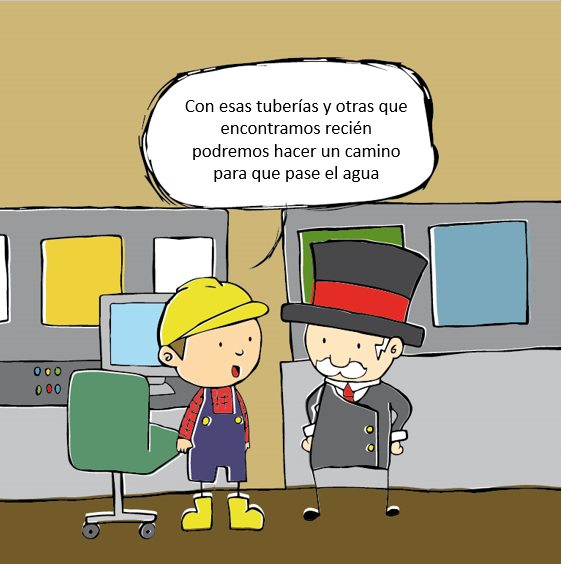 Con esas tuberías y otras que
encontramos recién
podremos hacer un camino
para que pase el agua